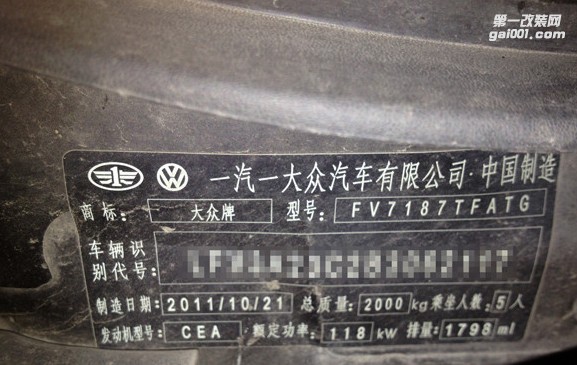 第一改装网
gai001.com
一汽一大众汽车有限公司·中国制造
商标: 大众牌 型号: FV7187TFATG
车辆识
别代号:
制造日期: 2011/10/21 总质量: 2000 kg 乘坐人数: 5 人
发动机型号: CEA 额定功率: 118 kW 排量: 1798 ml